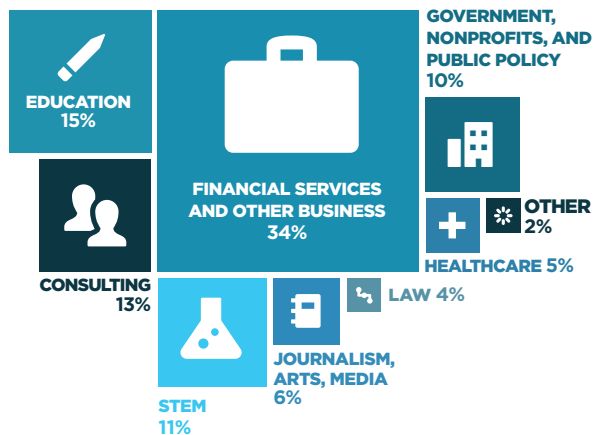 EDUCATION
15%
FINANCIAL SERVICES
AND OTHER BUSINESS
34%
GOVERNMENT,
NONPROFITS, AND
PUBLIC POLICY
10%
OTHER
2%
HEALTHCARE 5%
CONSULTING
13%
LAW 4%
JOURNALISM,
ARTS, MEDIA
6%
STEM
11%